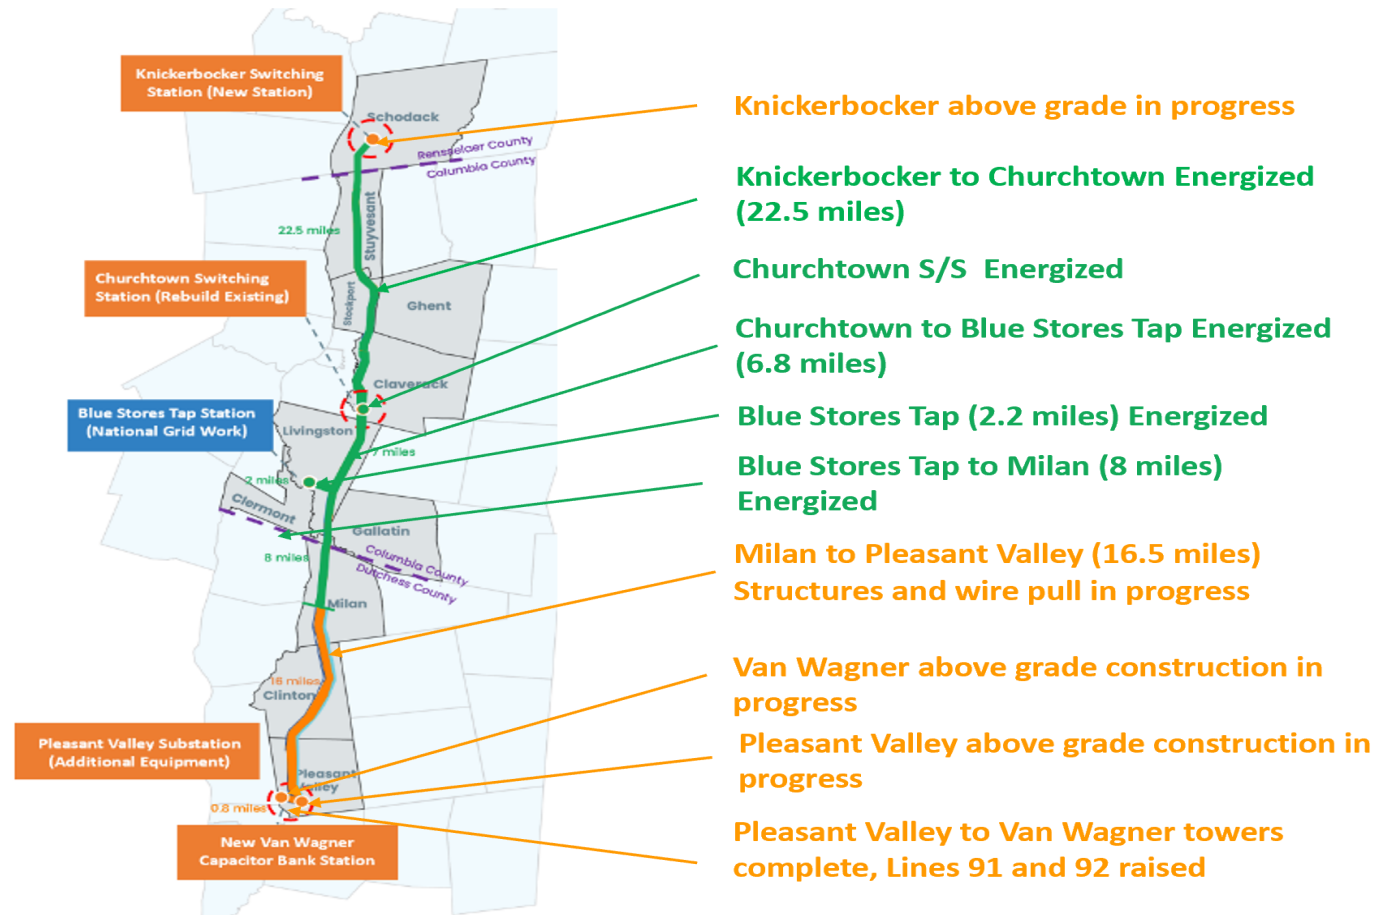 Knickerbocker Switching
Station (New Station)
Schodack
Rensselaer County
Columbia County
22.5 miles
Stuyvesant
Churchtown Switching
Station (Rebuild Existing)
Stockport
Ghent
Claverack
Blue Stores Tap Station
(National Grid Work)
Livingston
7 miles
2 miles
Clermont
Gallatin
8 miles
Columbia County
Dutchess County
Milan
16 miles
Clinton
Pleasant Valley Substation
(Additional Equipment)
Pleasant
Valley
0.8 miles
New Van Wagner
Capacitor Bank Station
Knickerbocker above grade in progress
Knickerbocker to Churchtown Energized
(22.5 miles)
Churchtown S/S  Energized
Churchtown to Blue Stores Tap Energized
(6.8 miles)
Blue Stores Tap (2.2 miles) Energized
Blue Stores Tap to Milan (8 miles)
Energized
Milan to Pleasant Valley (16.5 miles)
Structures and wire pull in progress
Van Wagner above grade construction in
progress
Pleasant Valley above grade construction in
progress
Pleasant Valley to Van Wagner towers
complete, Lines 91 and 92 raised